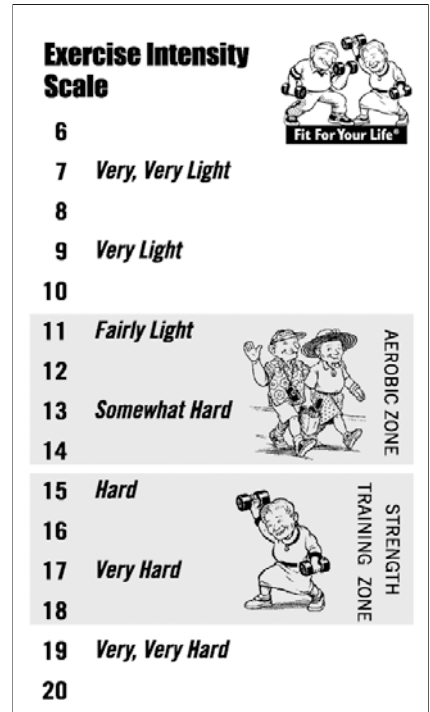 Exercise Intensity
Scale
Fit For Your Life®
6
7 Very, Very Light
8
9 Very Light
10
11 Fairly Light
12
13 Somewhat Hard
14
AEROBIC ZONE
15 Hard
16
17 Very Hard
18
STRENGTH
TRAINING ZONE
19 Very, Very Hard
20